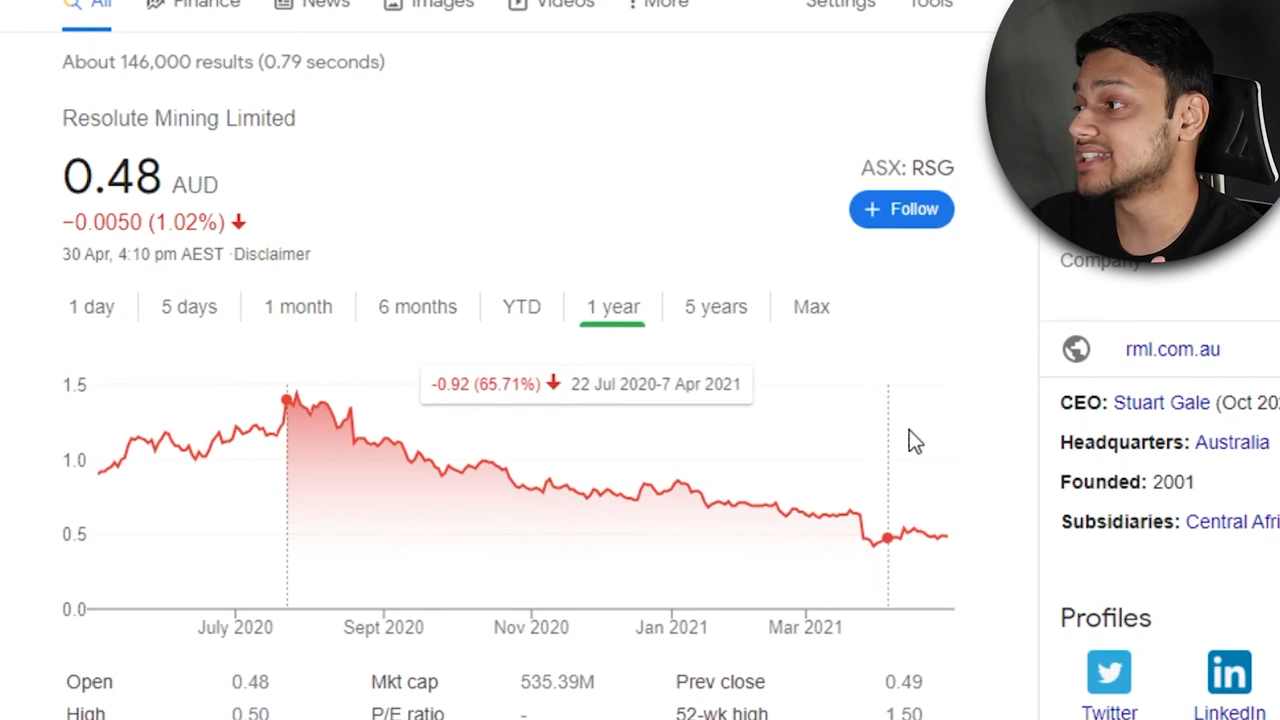 All Finance News Images Videos More Settings Tools
About 146,000 results (0.79 seconds)
Resolute Mining Limited
0.48 AUD
−0.0050 (1.02%)
30 Apr, 4:10 pm AEST · Disclaimer
ASX: RSG
+ Follow
1 day 5 days 1 month 6 months YTD 1 year 5 years Max
-0.92 (65.71%) 22 Jul 2020-7 Apr 2021
1.5
1.0
0.5
0.0
July 2020 Sept 2020 Nov 2020 Jan 2021 Mar 2021
Open 0.48 Mkt cap 535.39M Prev close 0.49
High 0.50 P/E ratio - 52-wk high 1.50
Company
rml.com.au
CEO: Stuart Gale (Oct 202
Headquarters: Australia
Founded: 2001
Subsidiaries: Central Afri
Profiles
in
Twitter LinkedIn